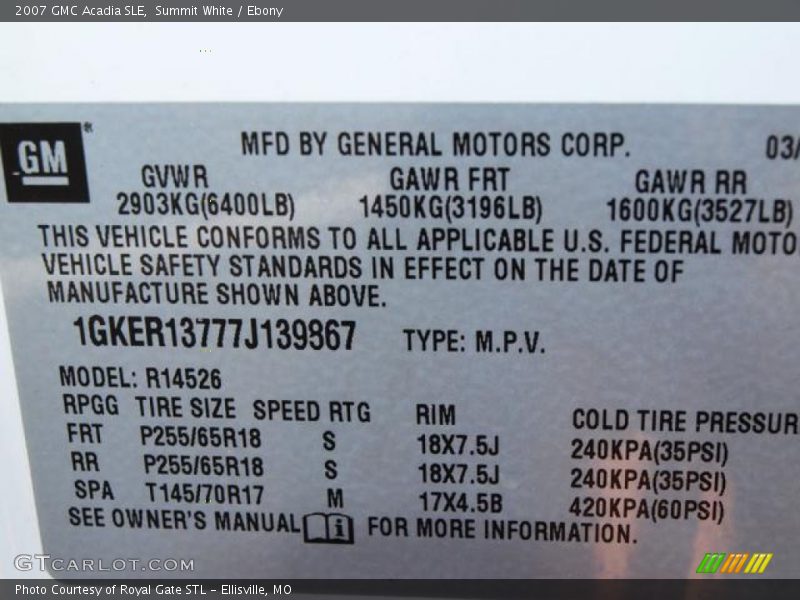 2007 GMC Acadia SLE, Summit White / Ebony
GM
MFD BY GENERAL MOTORS CORP. 03/
GVWR GAWR FRT GAWR RR
2903KG(6400LB) 1450KG(3196LB) 1600KG(3527LB)
THIS VEHICLE CONFORMS TO ALL APPLICABLE U.S. FEDERAL MOTO
VEHICLE SAFETY STANDARDS IN EFFECT ON THE DATE OF
MANUFACTURE SHOWN ABOVE.
1GKER13777J139867 TYPE: M.P.V.
MODEL: R14526
RPGG TIRE SIZE SPEED RTG RIM COLD TIRE PRESSUR
FRT P255/65R18 S 18X7.5J 240KPA(35PSI)
RR P255/65R18 S 18X7.5J 240KPA(35PSI)
SPA T145/70R17 M 17X4.5B 420KPA(60PSI)
SEE OWNER'S MANUAL i FOR MORE INFORMATION.
GTCARLOT.COM
Photo Courtesy of Royal Gate STL - Ellisville, MO